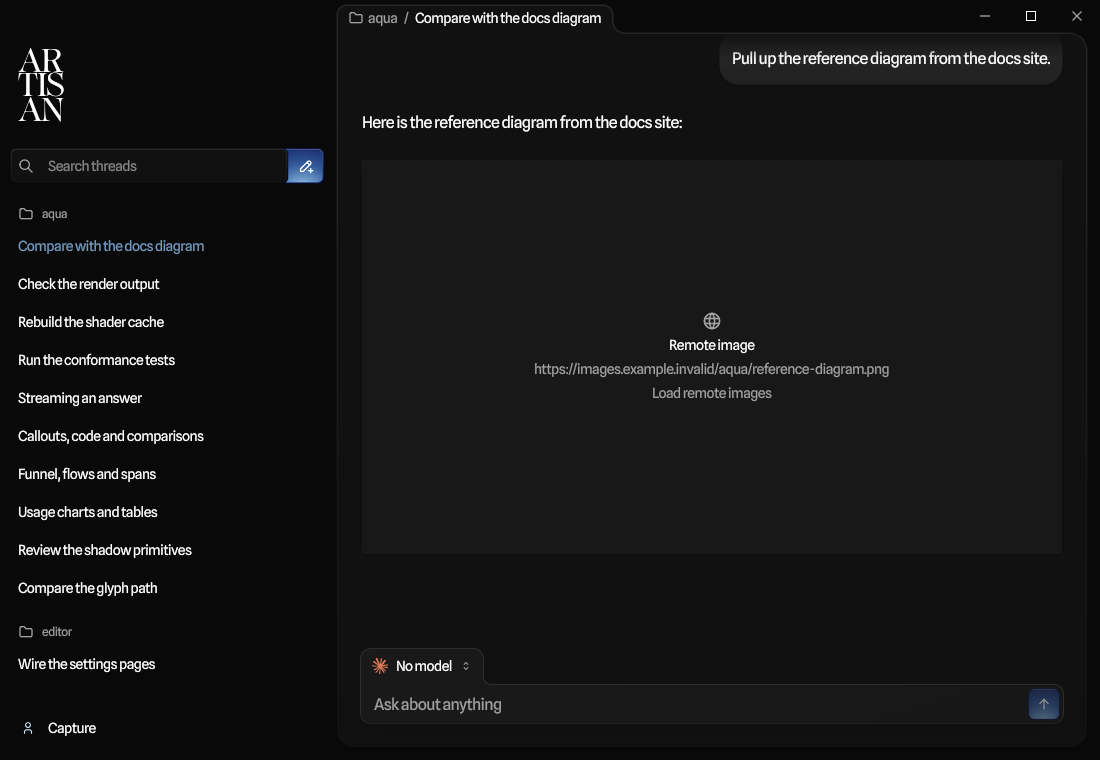 AR
TIS
AN
Search threads
aqua
Compare with the docs diagram
Check the render output
Rebuild the shader cache
Run the conformance tests
Streaming an answer
Callouts, code and comparisons
Funnel, flows and spans
Usage charts and tables
Review the shadow primitives
Compare the glyph path
editor
Wire the settings pages
Capture
aqua / Compare with the docs diagram
Pull up the reference diagram from the docs site.
Here is the reference diagram from the docs site:
Remote image
https://images.example.invalid/aqua/reference-diagram.png
Load remote images
No model
Ask about anything